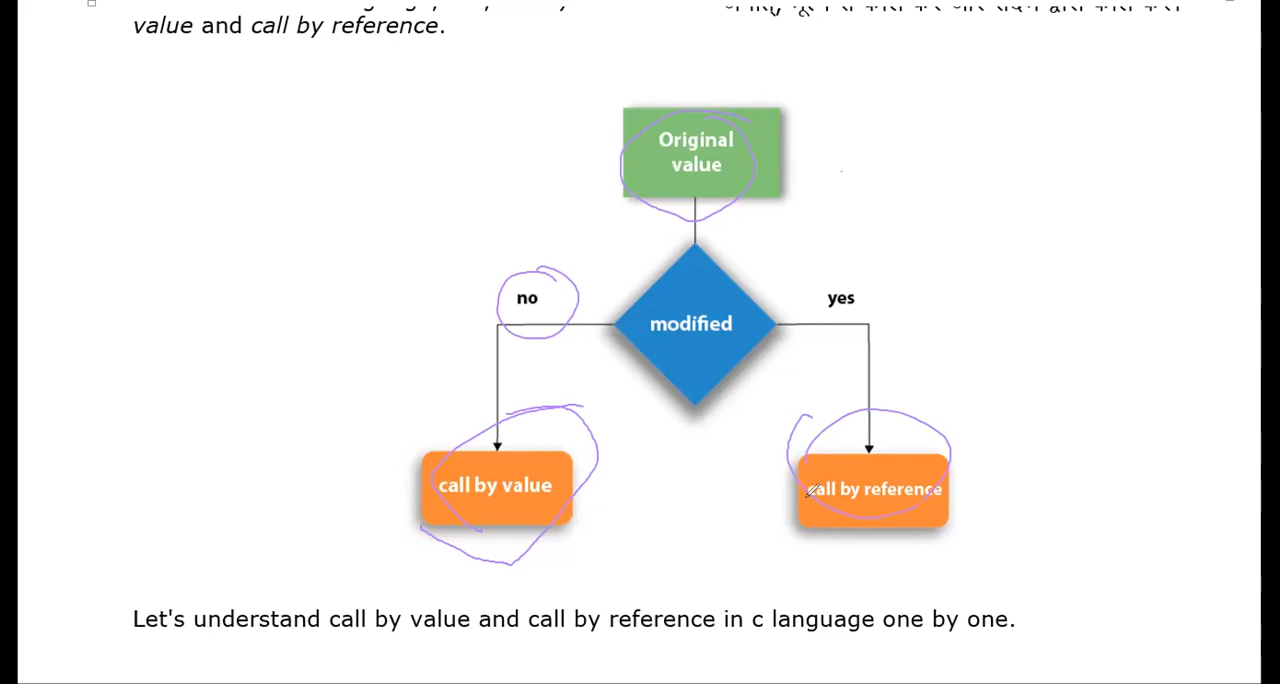 value and call by reference.
Original
value
no
modified
yes
call by value
call by reference
Let's understand call by value and call by reference in c language one by one.